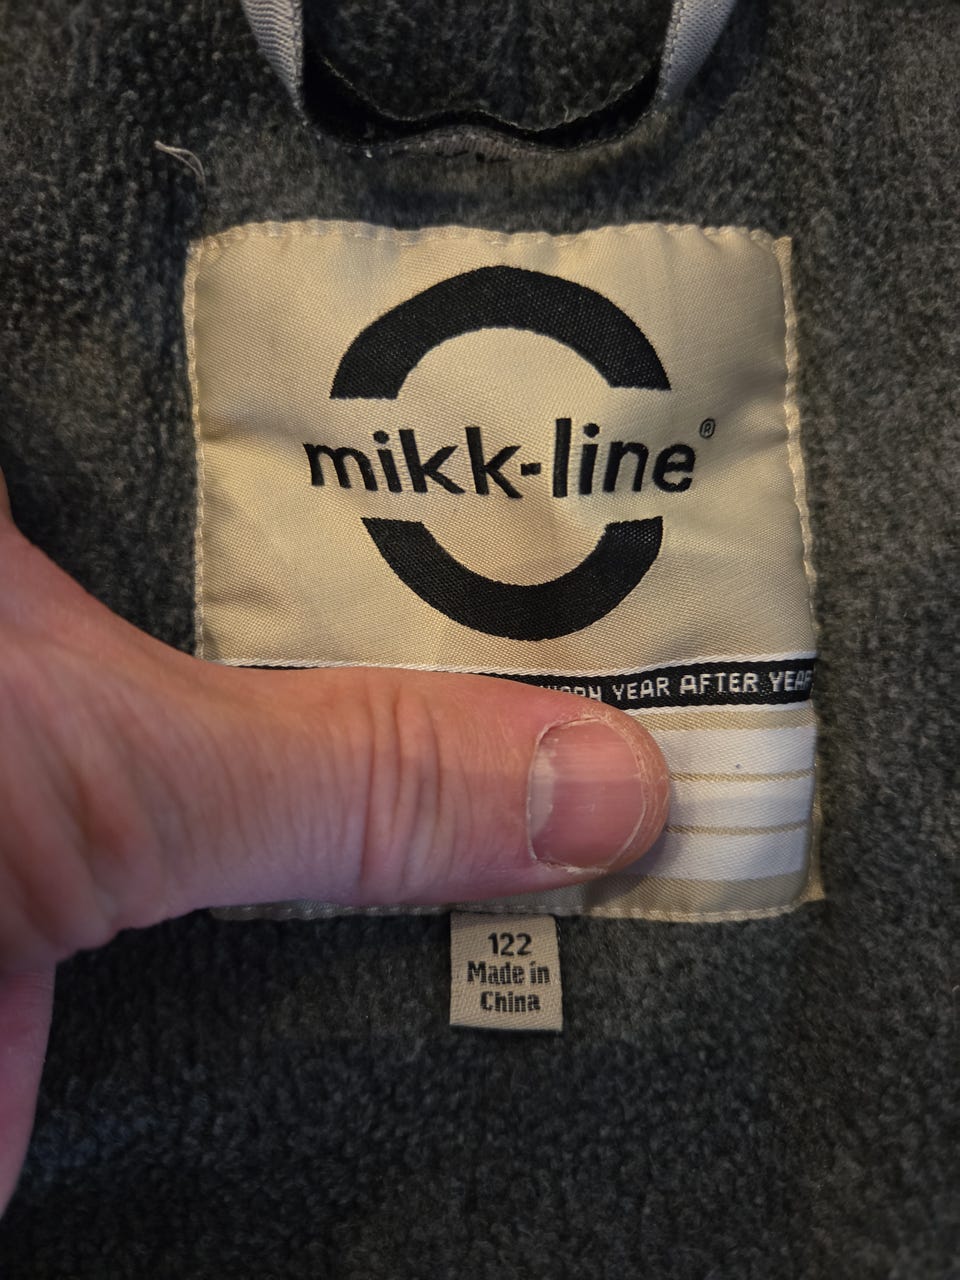 mikk-line®
YEAR AFTER YEAR
122
Made in
China